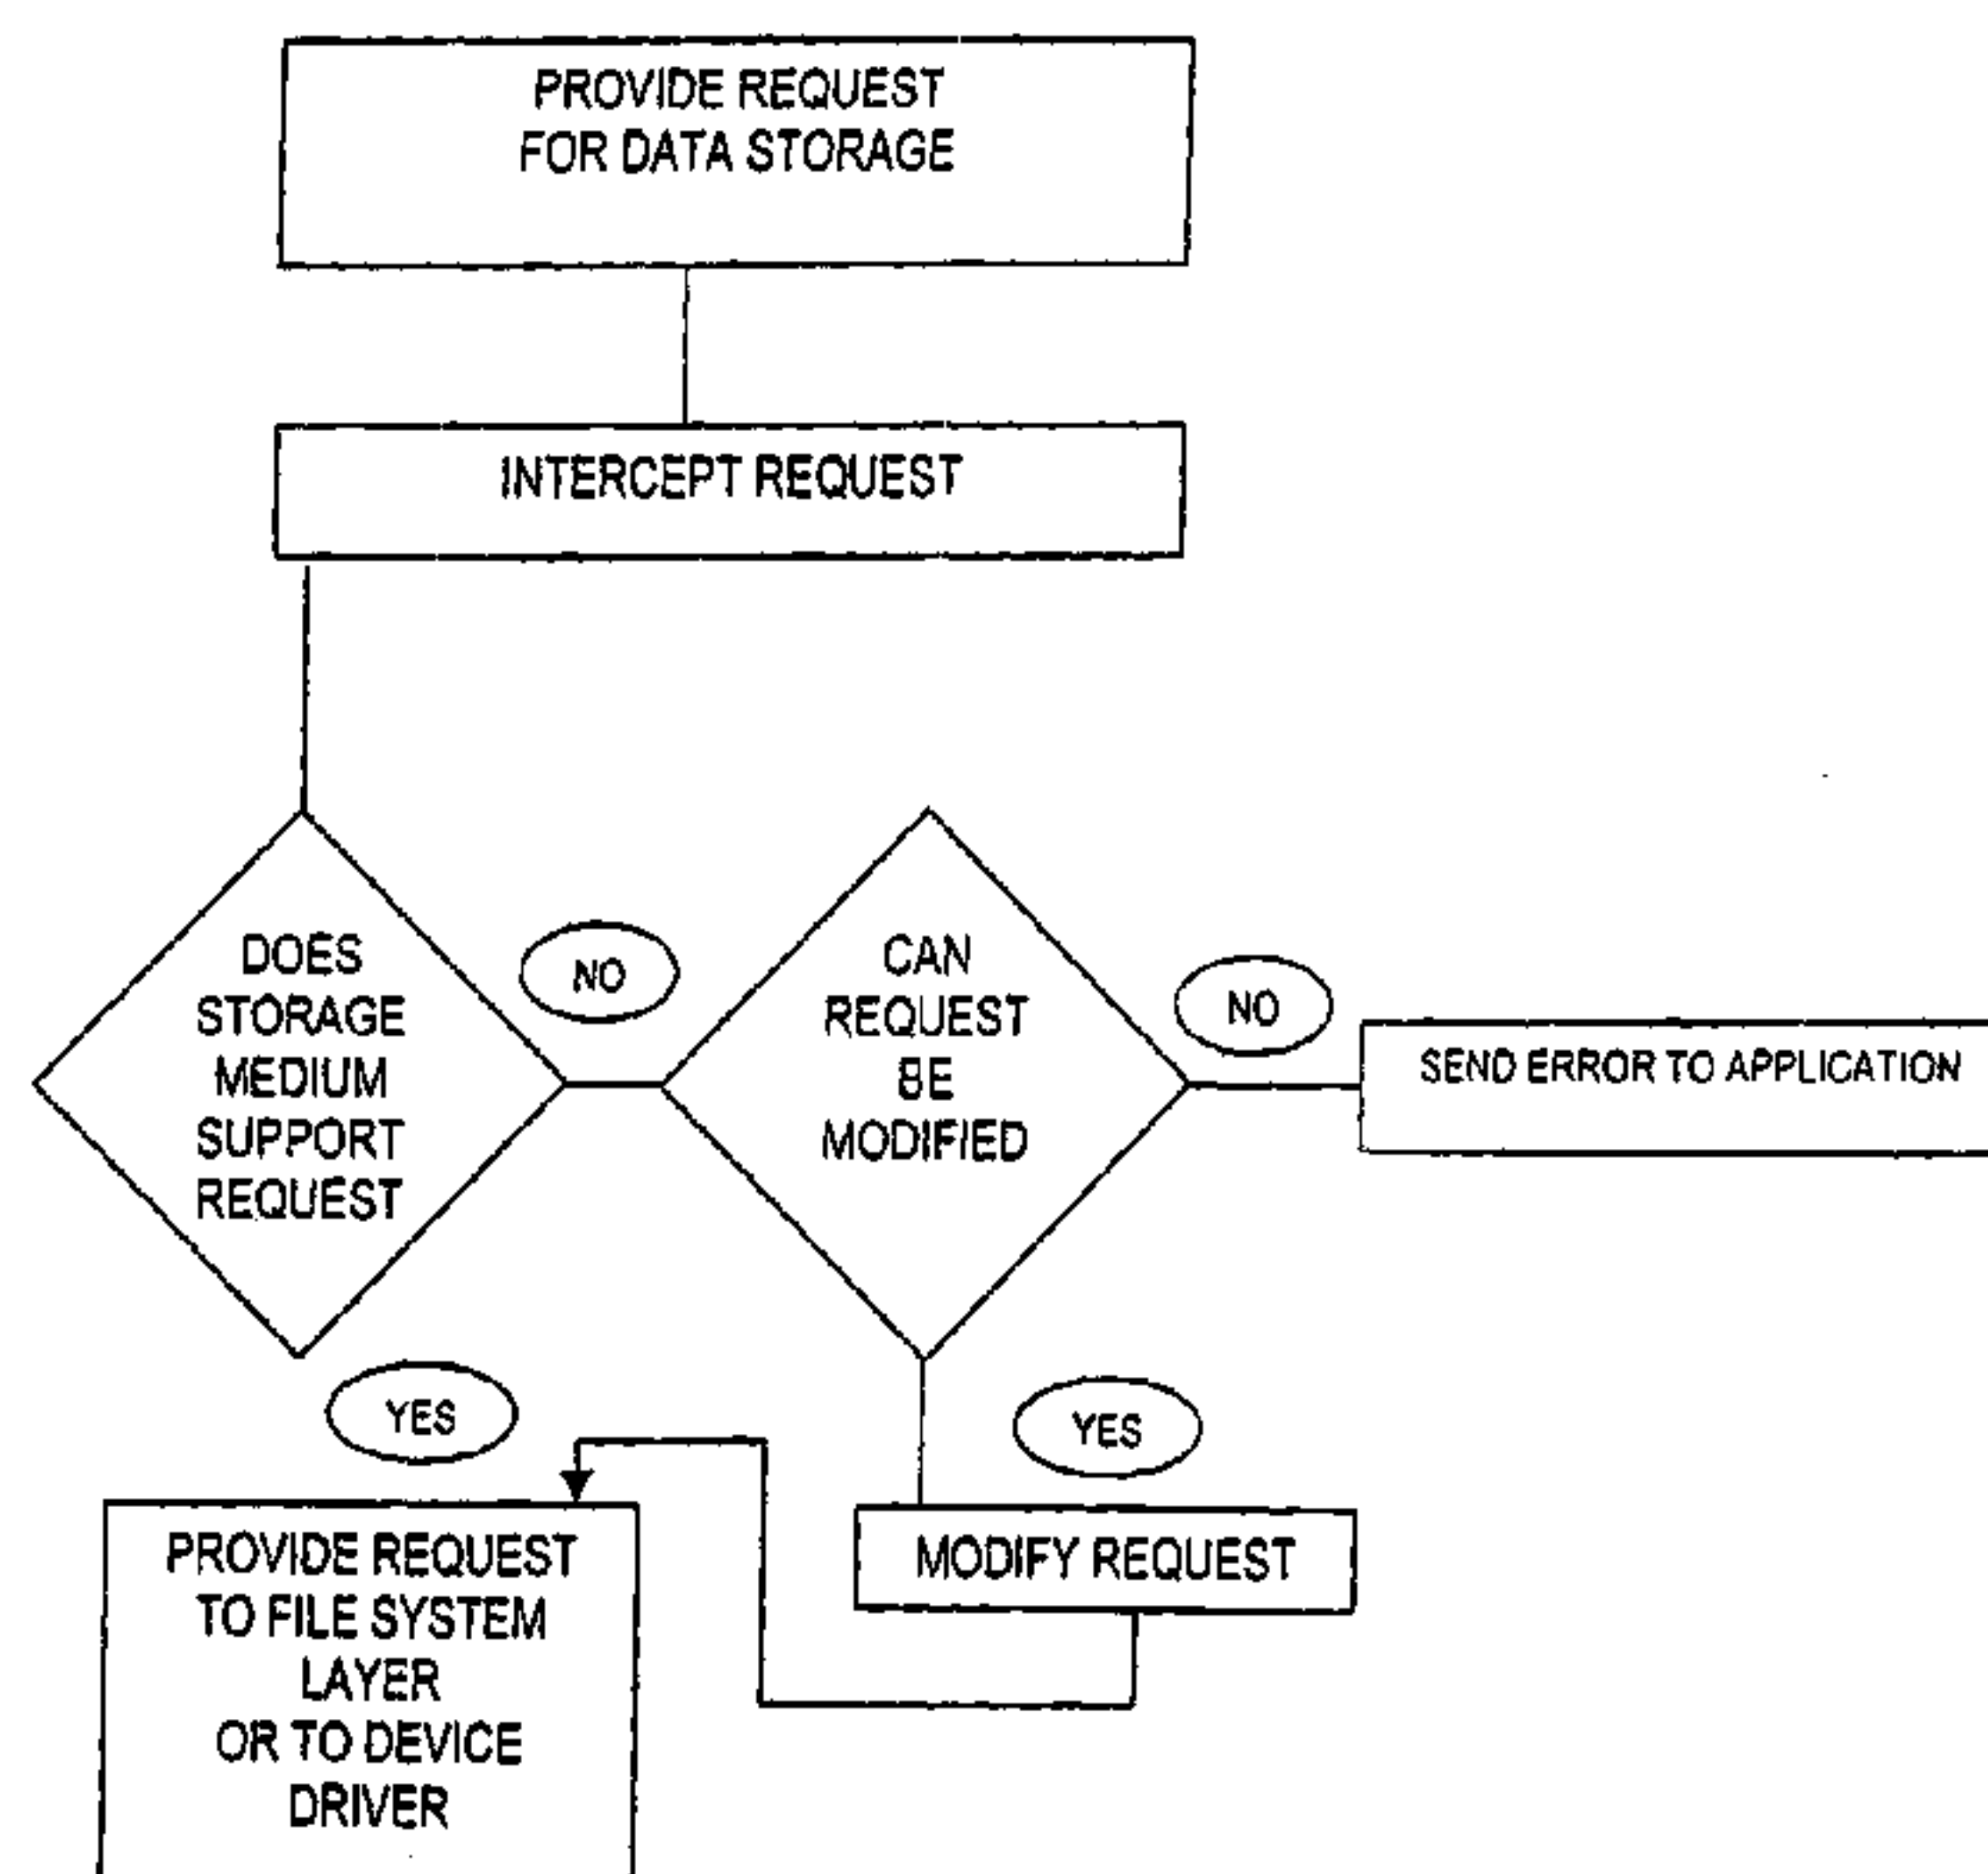 PROVIDE REQUEST
FOR DATA STORAGE
INTERCEPT REQUEST
DOES
STORAGE
MEDIUM
SUPPORT
REQUEST
NO
CAN
REQUEST
BE
MODIFIED
NO
SEND ERROR TO APPLICATION
YES
YES
PROVIDE REQUEST
TO FILE SYSTEM
LAYER
OR TO DEVICE
DRIVER
MODIFY REQUEST